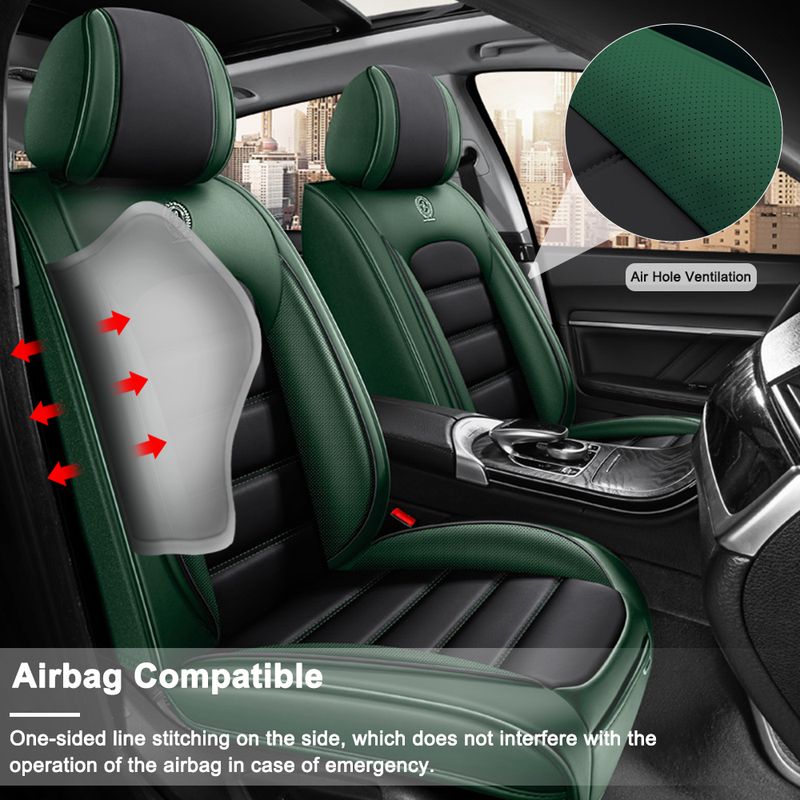 Air Hole Ventilation
Airbag Compatible
One-sided line stitching on the side, which does not interfere with the
operation of the airbag in case of emergency.